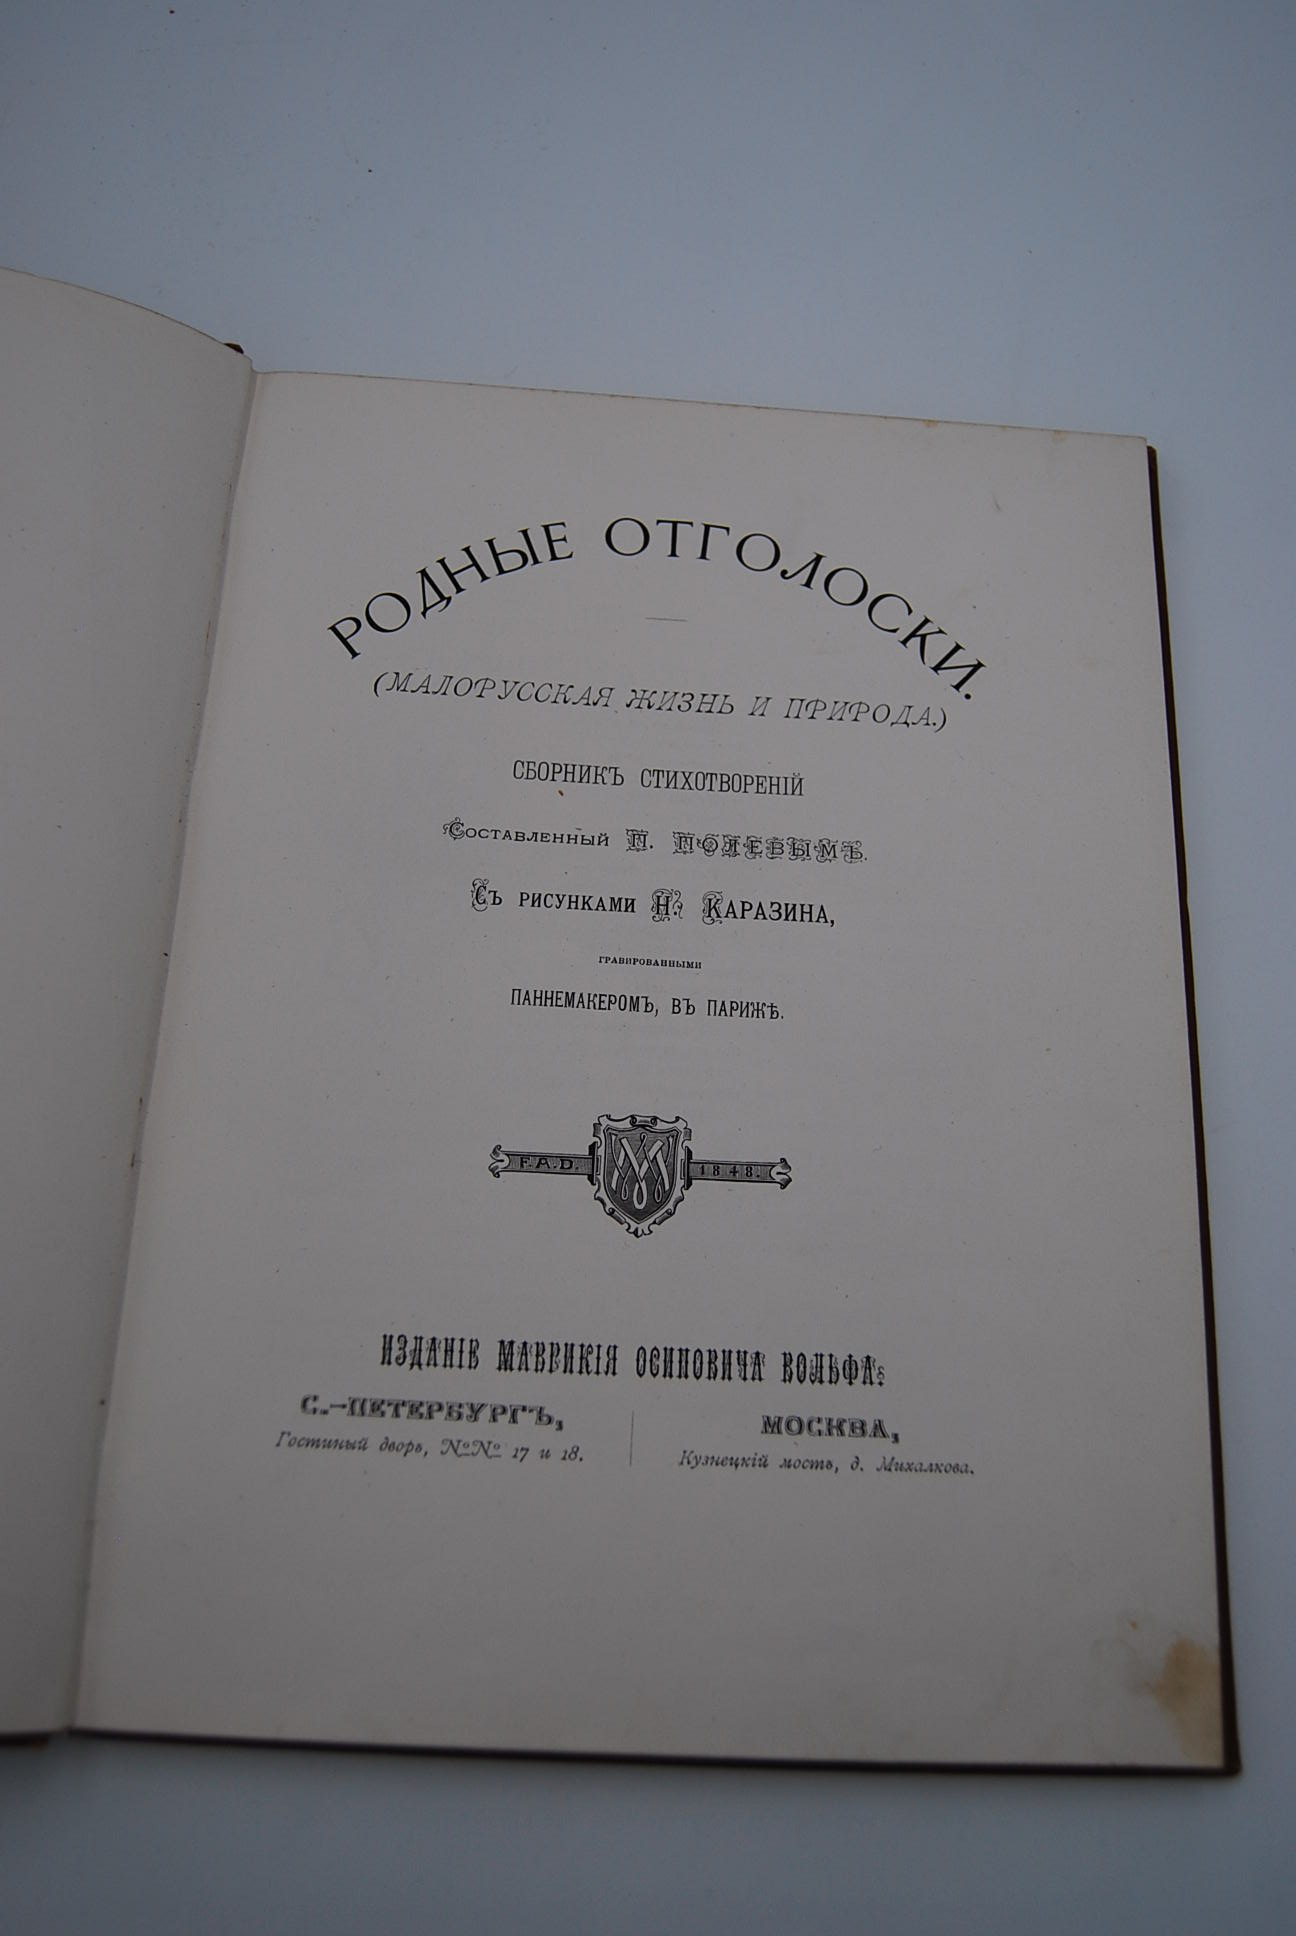 РОДНЫЕ ОТГОЛОСКИ.
(МАЛОРУССКАЯ ЖИЗНЬ И ПРИРОДА.)
СБОРНИКЪ СТИХОТВОРЕНІЙ
Составленный П. ПОЛЕВЫМЪ.
Съ рисунками Н. Каразина,
гравированными
ПАННЕМАКЕРОМЪ, ВЪ ПАРИЖѢ.
F.A.D. M 1848.
ИЗДАНІЕ МАВРИКІЯ ОСИПОВИЧА ВОЛЬФА:
С.-ПЕТЕРБУРГЪ,
Гостиный дворъ, №№ 17 и 18.
МОСКВА,
Кузнецкій мостъ, д. Михалкова.